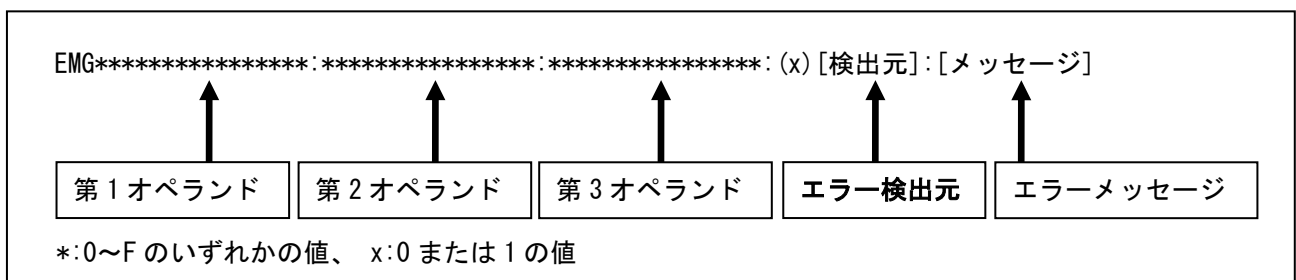 EMG****************:****************:****************:(x)[検出元]:[メッセージ]
第1オペランド 第2オペランド 第3オペランド エラー検出元 エラーメッセージ
*:0~F のいずれかの値、 x:0 または 1 の値